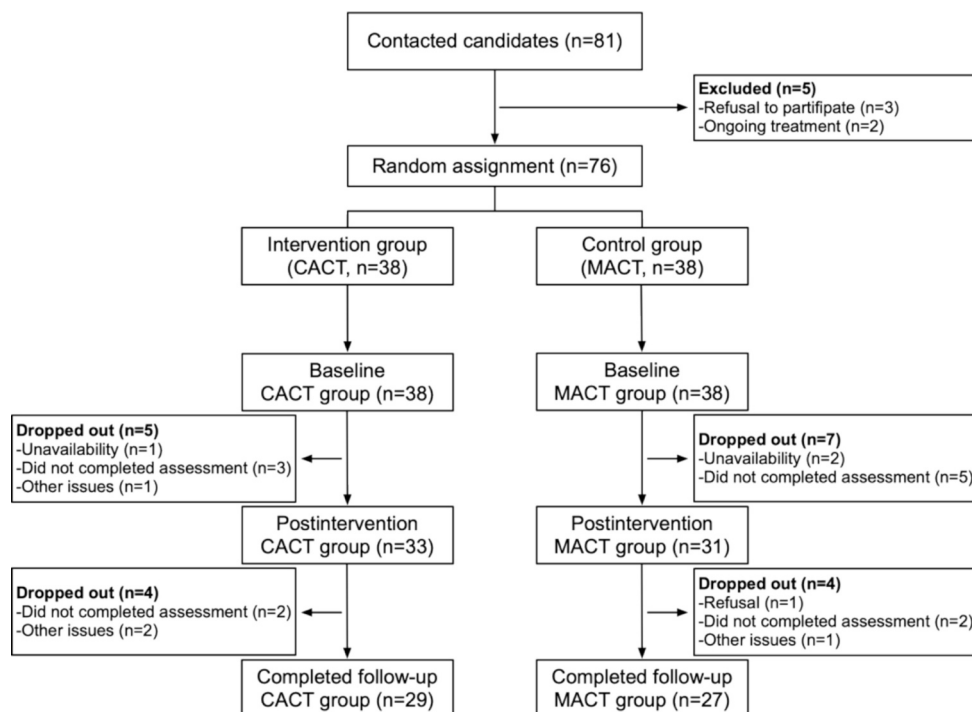 Contacted candidates (n=81)
Excluded (n=5)
-Refusal to partifipate (n=3)
-Ongoing treatment (n=2)
Random assignment (n=76)
Intervention group
(CACT, n=38)
Control group
(MACT, n=38)
Baseline
CACT group (n=38)
Baseline
MACT group (n=38)
Dropped out (n=5)
-Unavailability (n=1)
-Did not completed assessment (n=3)
-Other issues (n=1)
Dropped out (n=7)
-Unavailability (n=2)
-Did not completed assessment (n=5)
Postintervention
CACT group (n=33)
Postintervention
MACT group (n=31)
Dropped out (n=4)
-Did not completed assessment (n=2)
-Other issues (n=2)
Dropped out (n=4)
-Refusal (n=1)
-Did not completed assessment (n=2)
-Other issues (n=1)
Completed follow-up
CACT group (n=29)
Completed follow-up
MACT group (n=27)